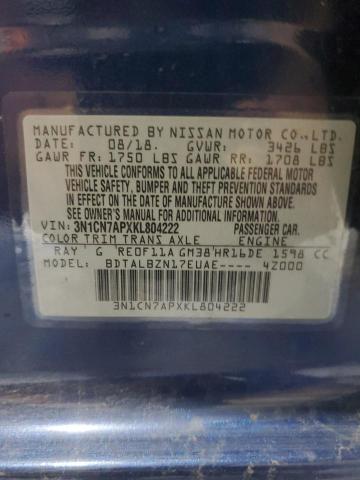 MANUFACTURED BY NISSAN MOTOR CO.,LTD.
DATE: 08/18. GVWR: 3426 LBS
GAWR FR: 1750 LBS GAWR RR: 1708 LBS
THIS VEHICLE CONFORMS TO ALL APPLICABLE FEDERAL MOTOR
VEHICLE SAFETY, BUMPER AND THEFT PREVENTION STANDARDS
IN EFFECT ON THE DATE OF MANUFACTURE SHOWN ABOVE.
SEE OWNER'S MANUAL FOR ADDITIONAL INFORMATION.
VIN: 3N1CN7APXKL804222 PASSENGER CAR.
COLOR TRIM TRANS AXLE ENGINE
RAY G RE0F11A GM38 HR16DE 1598 CC
MODEL: BDTALBZN17EUAE---- 42000
3N1CN7APXKL804222